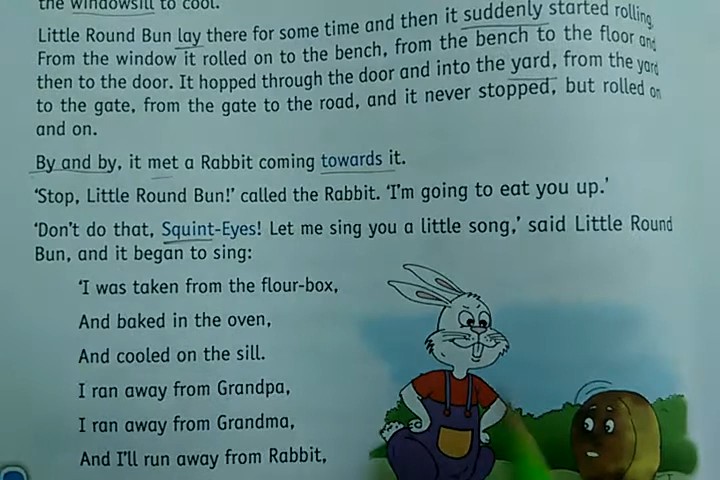 the windowsill to cool.
Little Round Bun lay there for some time and then it suddenly started rolling
From the window it rolled on to the bench, from the bench to the floor and
then to the door. It hopped through the door and into the yard, from the yard
to the gate, from the gate to the road, and it never stopped, but rolled on
and on.
By and by, it met a Rabbit coming towards it.
‘Stop, Little Round Bun!’ called the Rabbit. ‘I’m going to eat you up.’
‘Don’t do that, Squint-Eyes! Let me sing you a little song,’ said Little Round
Bun, and it began to sing:
‘I was taken from the flour-box,
And baked in the oven,
And cooled on the sill.
I ran away from Grandpa,
I ran away from Grandma,
And I’ll run away from Rabbit,